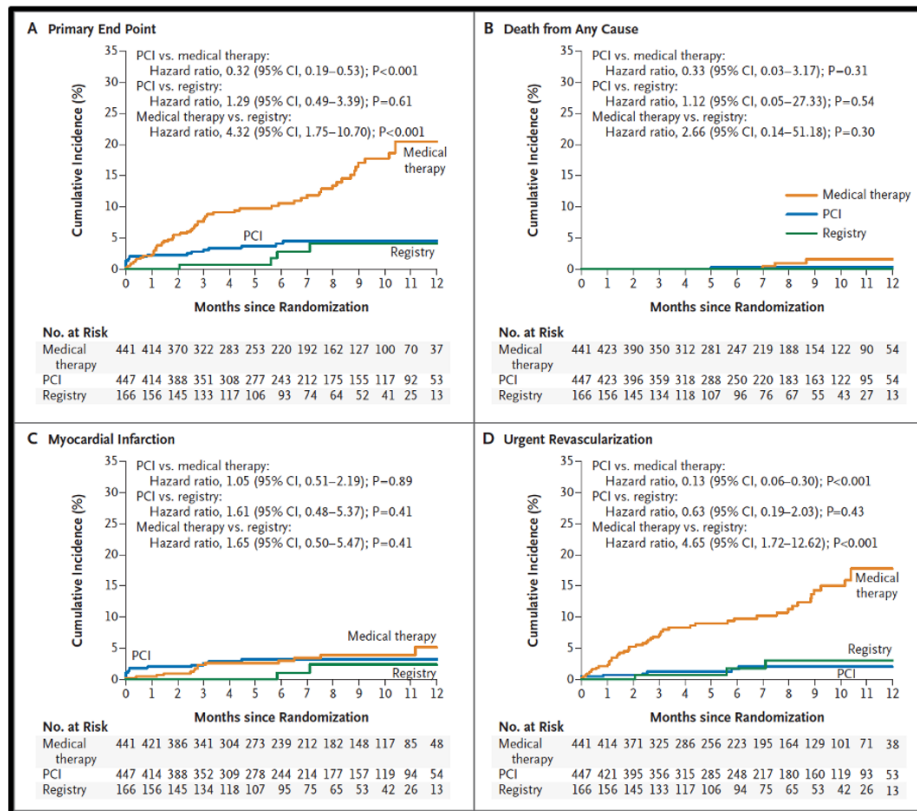 A Primary End Point
35
30
25
20
15
10
5
0
Cumulative Incidence (%)
PCI vs. medical therapy:
Hazard ratio, 0.32 (95% CI, 0.19–0.53); P<0.001
PCI vs. registry:
Hazard ratio, 1.29 (95% CI, 0.49–3.39); P=0.61
Medical therapy vs. registry:
Hazard ratio, 4.32 (95% CI, 1.75–10.70); P<0.001
Medical
therapy
PCI
Registry
0 1 2 3 4 5 6 7 8 9 10 11 12
Months since Randomization
No. at Risk
Medical 441 414 370 322 283 253 220 192 162 127 100 70 37
therapy
PCI 447 414 388 351 308 277 243 212 175 155 117 92 53
Registry 166 156 145 133 117 106 93 74 64 52 41 25 13
B Death from Any Cause
35
30
25
20
15
10
5
0
Cumulative Incidence (%)
PCI vs. medical therapy:
Hazard ratio, 0.33 (95% CI, 0.03–3.17); P=0.31
PCI vs. registry:
Hazard ratio, 1.12 (95% CI, 0.05–27.33); P=0.54
Medical therapy vs. registry:
Hazard ratio, 2.66 (95% CI, 0.14–51.18); P=0.30
Medical therapy
PCI
Registry
0 1 2 3 4 5 6 7 8 9 10 11 12
Months since Randomization
No. at Risk
Medical 441 423 390 350 312 281 247 219 188 154 122 90 54
therapy
PCI 447 423 396 359 318 288 250 220 183 163 122 95 54
Registry 166 156 145 134 118 107 96 76 67 55 43 27 13
C Myocardial Infarction
35
30
25
20
15
10
5
0
Cumulative Incidence (%)
PCI vs. medical therapy:
Hazard ratio, 1.05 (95% CI, 0.51–2.19); P=0.89
PCI vs. registry:
Hazard ratio, 1.61 (95% CI, 0.48–5.37); P=0.41
Medical therapy vs. registry:
Hazard ratio, 1.65 (95% CI, 0.50–5.47); P=0.41
Medical therapy
PCI
Registry
0 1 2 3 4 5 6 7 8 9 10 11 12
Months since Randomization
No. at Risk
Medical 441 421 386 341 304 273 239 212 182 148 117 85 48
therapy
PCI 447 414 388 352 309 278 244 214 177 157 119 94 54
Registry 166 156 145 134 118 107 95 75 65 53 42 26 13
D Urgent Revascularization
35
30
25
20
15
10
5
0
Cumulative Incidence (%)
PCI vs. medical therapy:
Hazard ratio, 0.13 (95% CI, 0.06–0.30); P<0.001
PCI vs. registry:
Hazard ratio, 0.63 (95% CI, 0.19–2.03); P=0.43
Medical therapy vs. registry:
Hazard ratio, 4.65 (95% CI, 1.72–12.62); P<0.001
Medical
therapy
Registry
PCI
0 1 2 3 4 5 6 7 8 9 10 11 12
Months since Randomization
No. at Risk
Medical 441 414 371 325 286 256 223 195 164 129 101 71 38
therapy
PCI 447 421 395 356 315 285 248 217 180 160 119 93 53
Registry 166 156 145 133 117 106 94 75 65 53 42 26 13